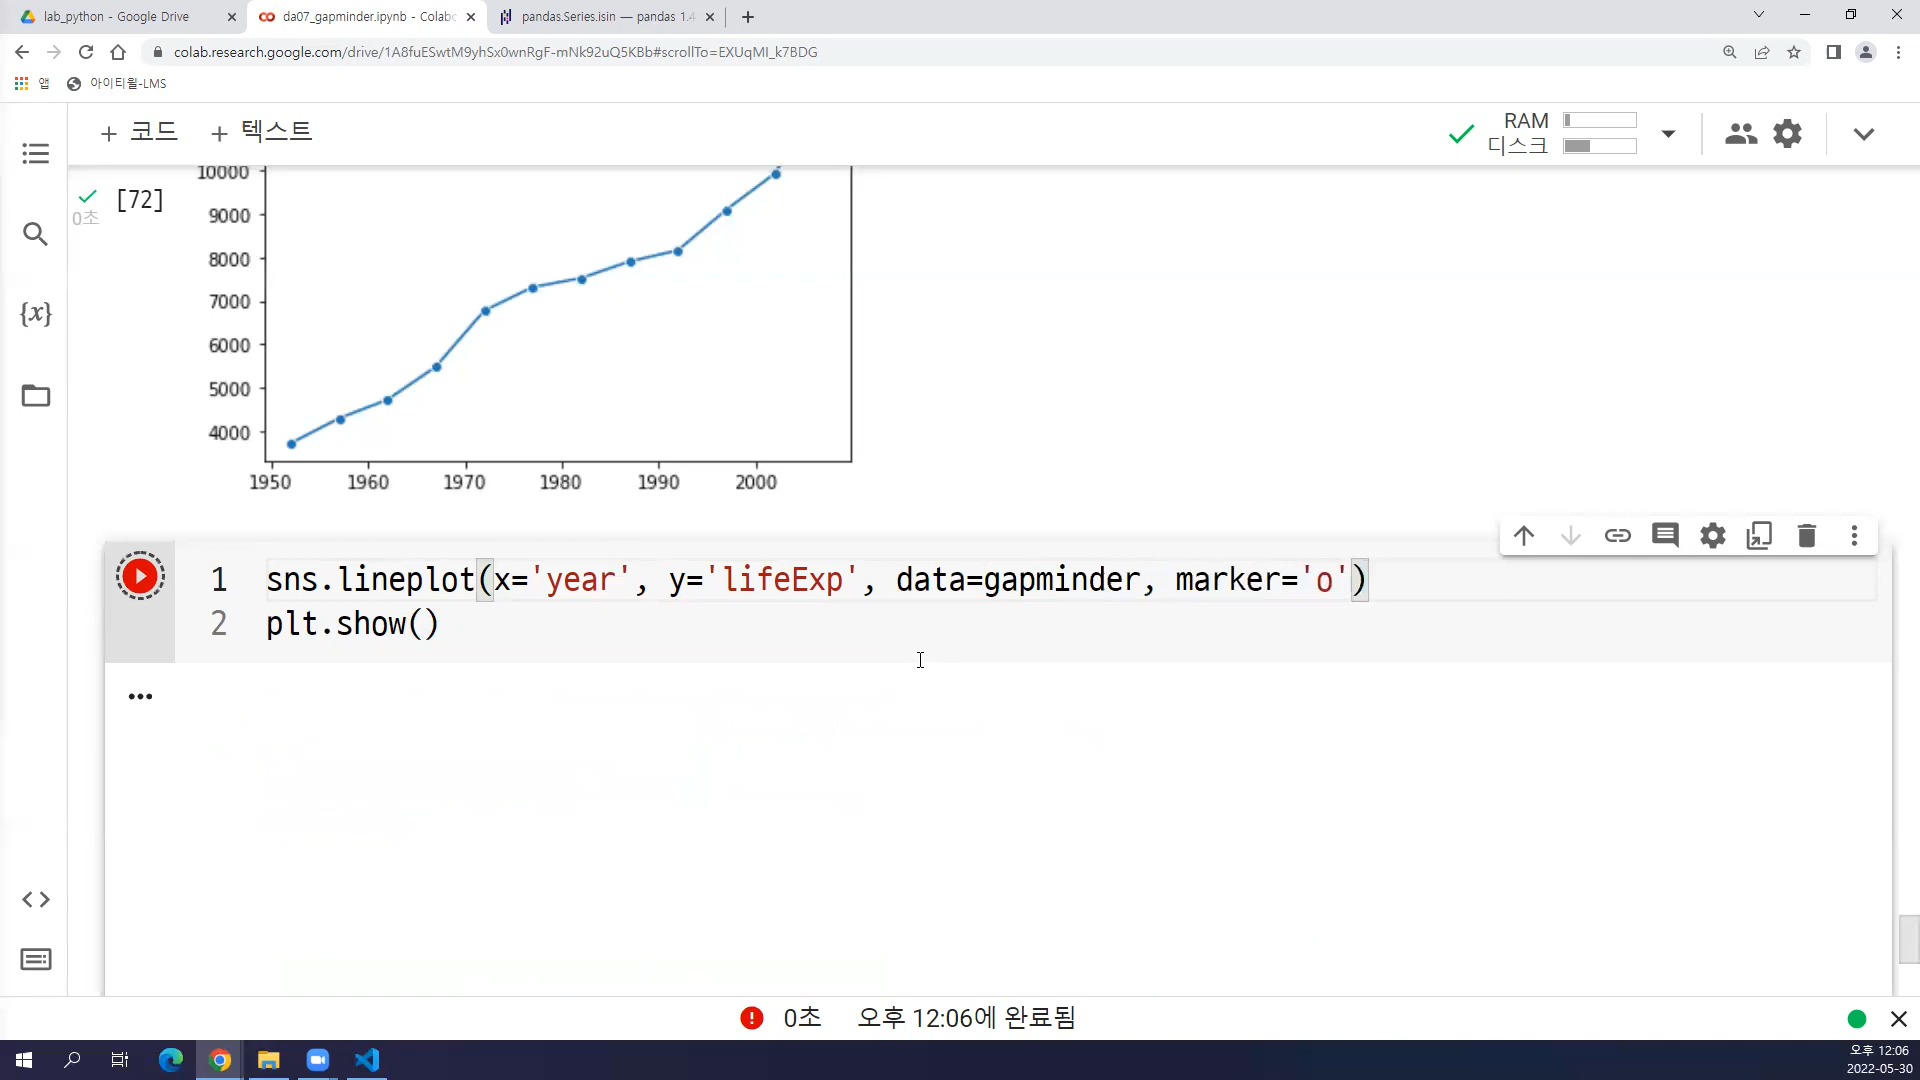 lab_python - Google Drive
da07_gapminder.ipynb - Colabo
pandas.Series.isin — pandas 1.4
colab.research.google.com/drive/1A8fuESwtM9yhSx0wnRgF-mNk92uQ5KBb#scrollTo=EXUqMI_k7BDG
앱
아이티윌-LMS
+ 코드
+ 텍스트
RAM
디스크
[72]
0초
10000
9000
8000
7000
6000
5000
4000
1950 1960 1970 1980 1990 2000
1 sns.lineplot(x='year', y='lifeExp', data=gapminder, marker='o')
2 plt.show()
0초 오후 12:06에 완료됨
오후 12:06
2022-05-30